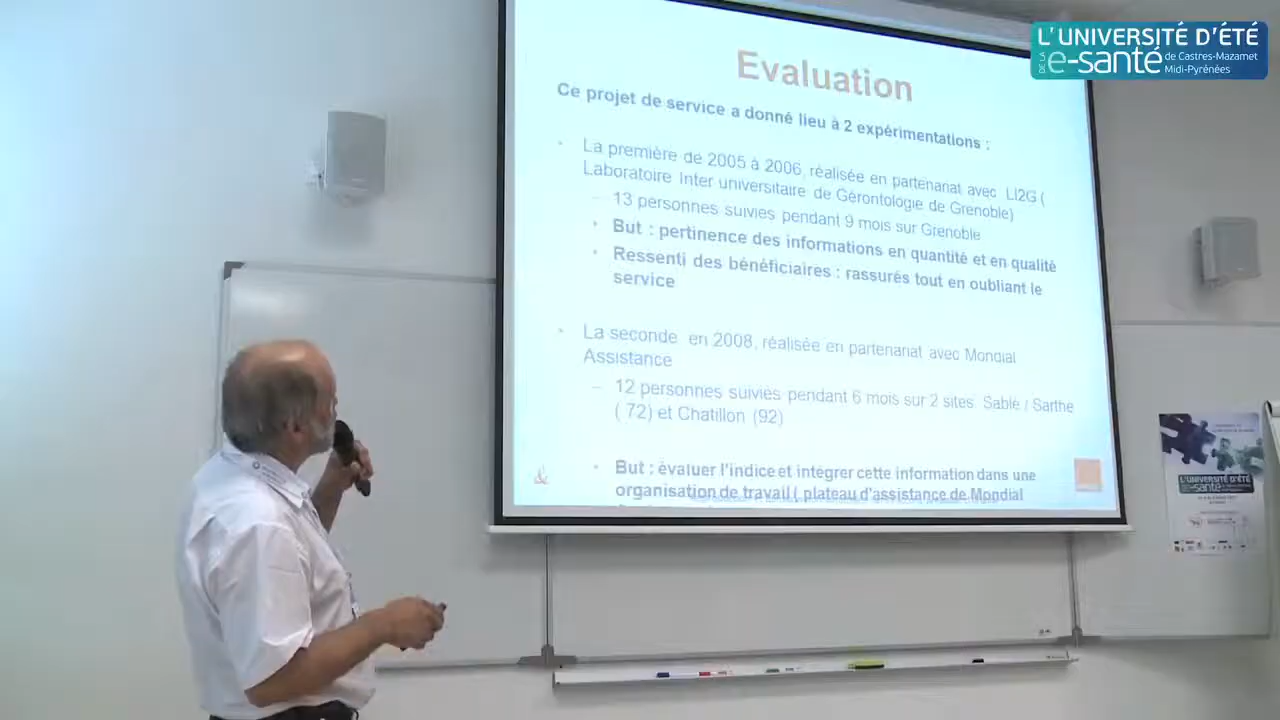 L'UNIVERSITÉ D'ÉTÉ
DE LA e-santé de Castres-Mazamet
Midi-Pyrénées
Evaluation
Ce projet de service a donné lieu à 2 expérimentations :
La première de 2005 à 2006, réalisée en partenariat avec LI2G (
Laboratoire Inter universitaire de Gérontologie de Grenoble)
– 13 personnes suivies pendant 9 mois sur Grenoble
• But : pertinence des informations en quantité et en qualité
• Ressenti des bénéficiaires : rassurés tout en oubliant le
service
• La seconde en 2008, réalisée en partenariat avec Mondial
Assistance
– 12 personnes suivies pendant 6 mois sur 2 sites Sablé / Sarthe
( 72) et Chatillon (92)
• But : évaluer l'indice et intégrer cette information dans une
organisation de travail ( plateau d'assistance de Mondial
&
L'UNIVERSITÉ D'ÉTÉ
e-santé